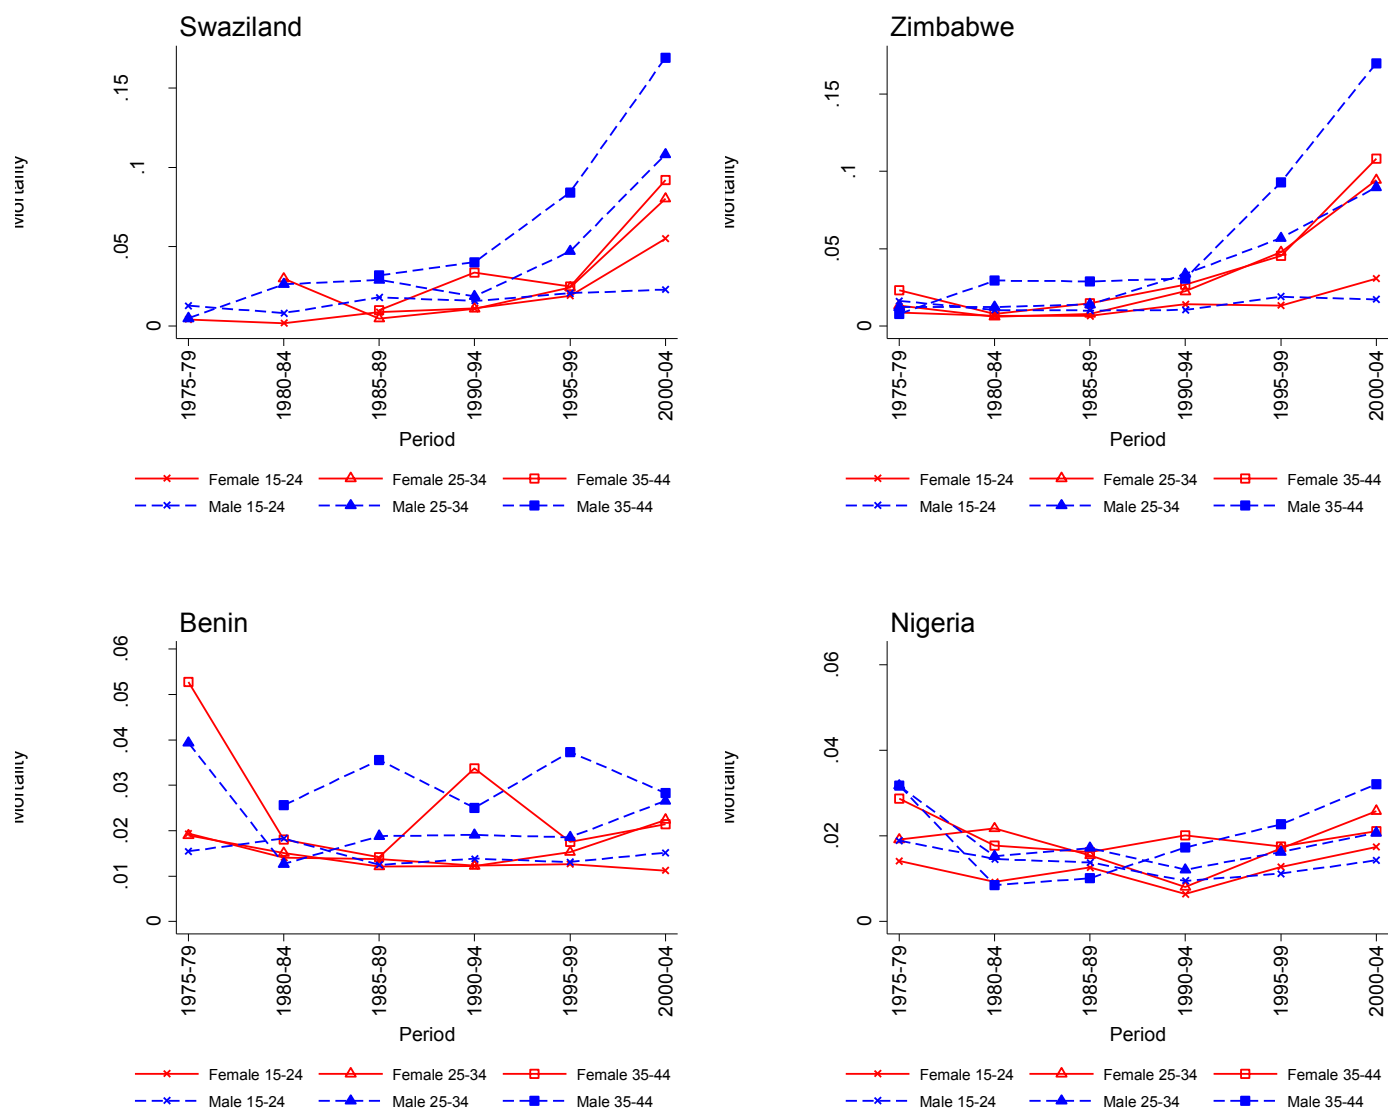 Swaziland
Mortality
0 .05 .1 .15
1975-79 1980-84 1985-89 1990-94 1995-99 2000-04
Period
Female 15-24 Female 25-34 Female 35-44
Male 15-24 Male 25-34 Male 35-44
Zimbabwe
Mortality
0 .05 .1 .15
1975-79 1980-84 1985-89 1990-94 1995-99 2000-04
Period
Female 15-24 Female 25-34 Female 35-44
Male 15-24 Male 25-34 Male 35-44
Benin
Mortality
0 .01 .02 .03 .04 .05 .06
1975-79 1980-84 1985-89 1990-94 1995-99 2000-04
Period
Female 15-24 Female 25-34 Female 35-44
Male 15-24 Male 25-34 Male 35-44
Nigeria
Mortality
0 .02 .04 .06
1975-79 1980-84 1985-89 1990-94 1995-99 2000-04
Period
Female 15-24 Female 25-34 Female 35-44
Male 15-24 Male 25-34 Male 35-44